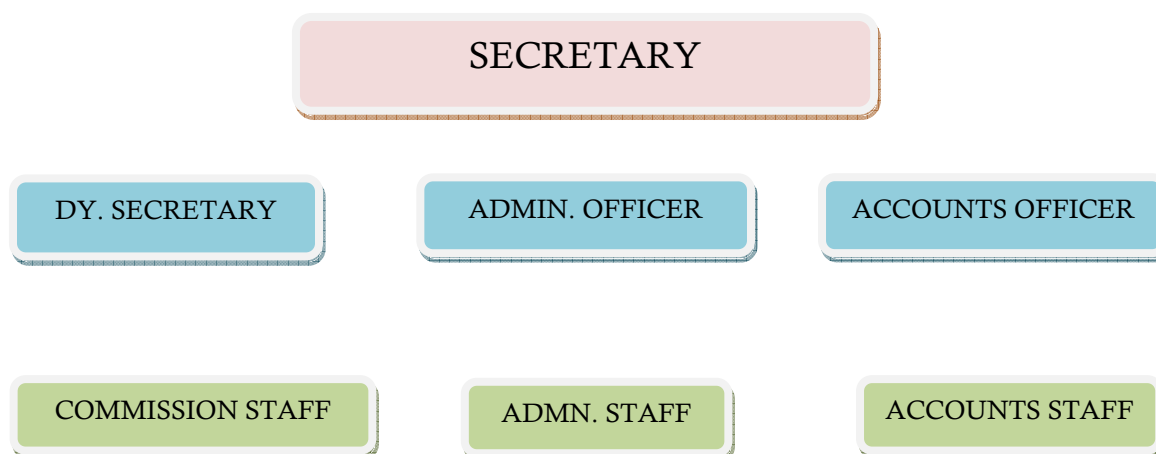 SECRETARY
DY. SECRETARY
ADMIN. OFFICER
ACCOUNTS OFFICER
COMMISSION STAFF
ADMN. STAFF
ACCOUNTS STAFF